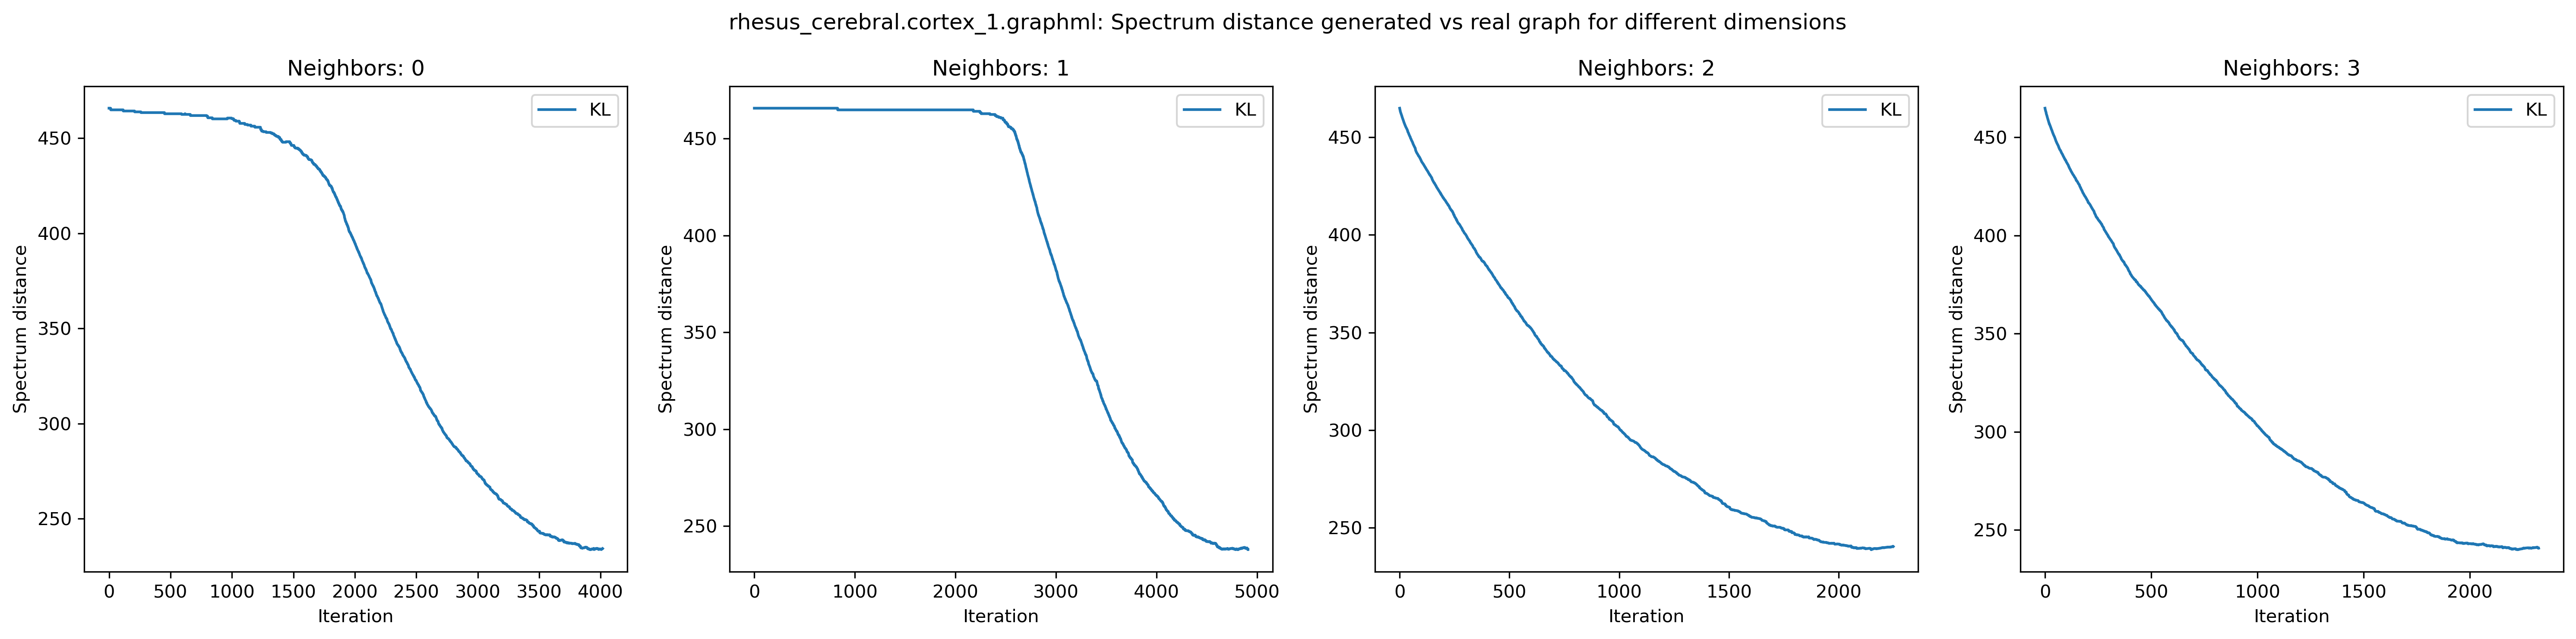 rhesus_cerebral.cortex_1.graphml: Spectrum distance generated vs real graph for different dimensions
Neighbors: 0
KL
450
400
350
300
250
Spectrum distance
0 500 1000 1500 2000 2500 3000 3500 4000
Iteration
Neighbors: 1
KL
450
400
350
300
250
Spectrum distance
0 1000 2000 3000 4000 5000
Iteration
Neighbors: 2
KL
450
400
350
300
250
Spectrum distance
0 500 1000 1500 2000
Iteration
Neighbors: 3
KL
450
400
350
300
250
Spectrum distance
0 500 1000 1500 2000
Iteration